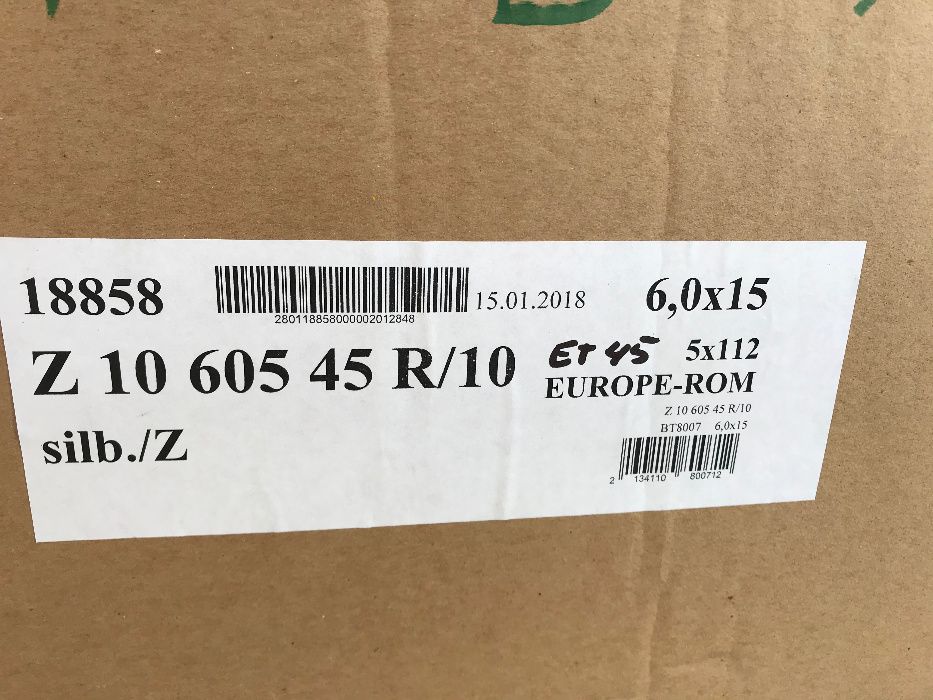 18858
280118858000002012848
15.01.2018
6,0x15
Z 10 605 45 R/10
ET 45
5x112
EUROPE-ROM
Z 10 605 45 R/10
BT8007 6,0x15
silb./Z
2 134110 800712